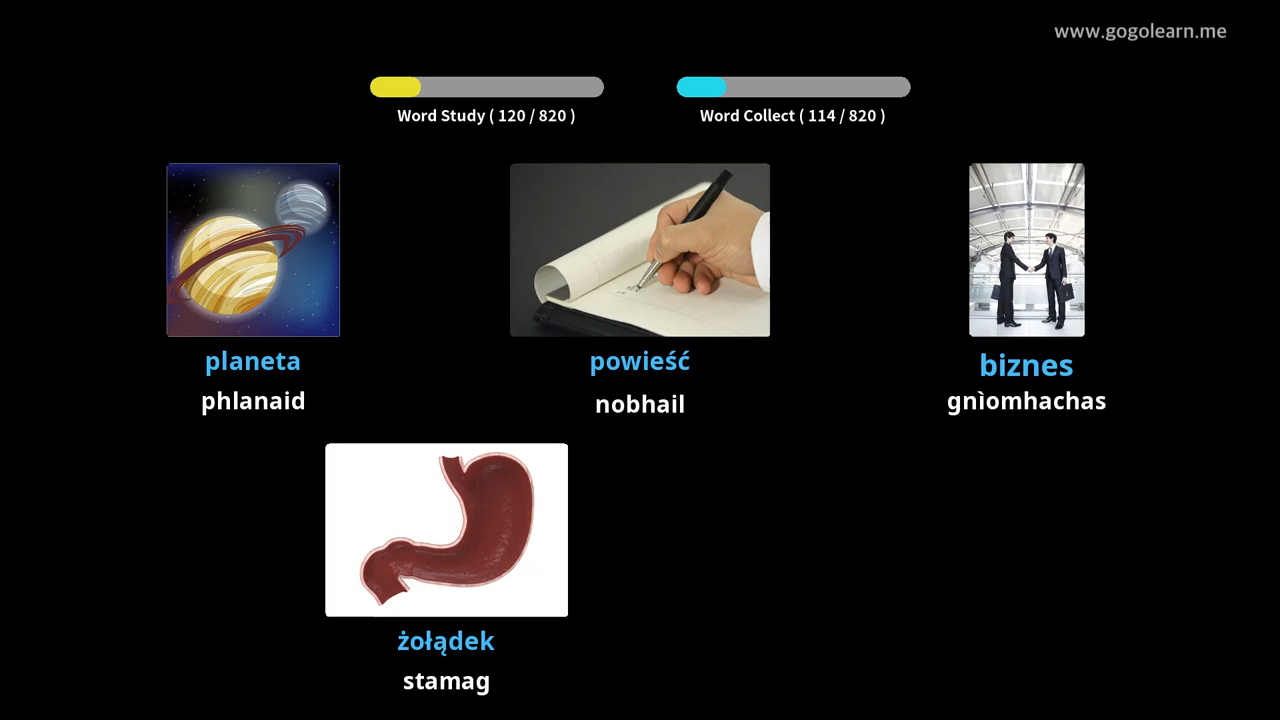 www.gogolearn.me
Word Study ( 120 / 820 )
Word Collect ( 114 / 820 )
planeta
phlanaid
powieść
nobhail
biznes
gnìomhachas
żołądek
stamag